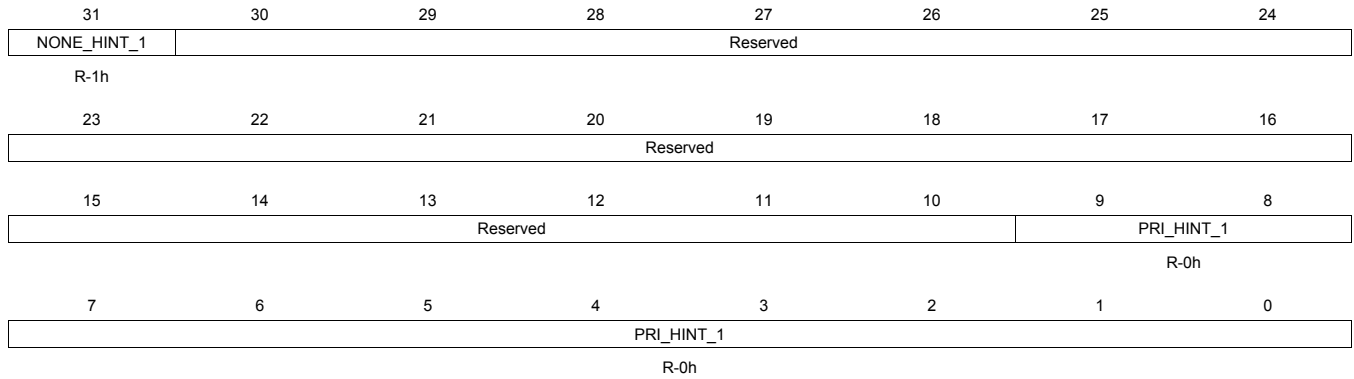 31 30 29 28 27 26 25 24
NONE_HINT_1 Reserved
R-1h
23 22 21 20 19 18 17 16
Reserved
15 14 13 12 11 10 9 8
Reserved PRI_HINT_1
R-0h
7 6 5 4 3 2 1 0
PRI_HINT_1
R-0h